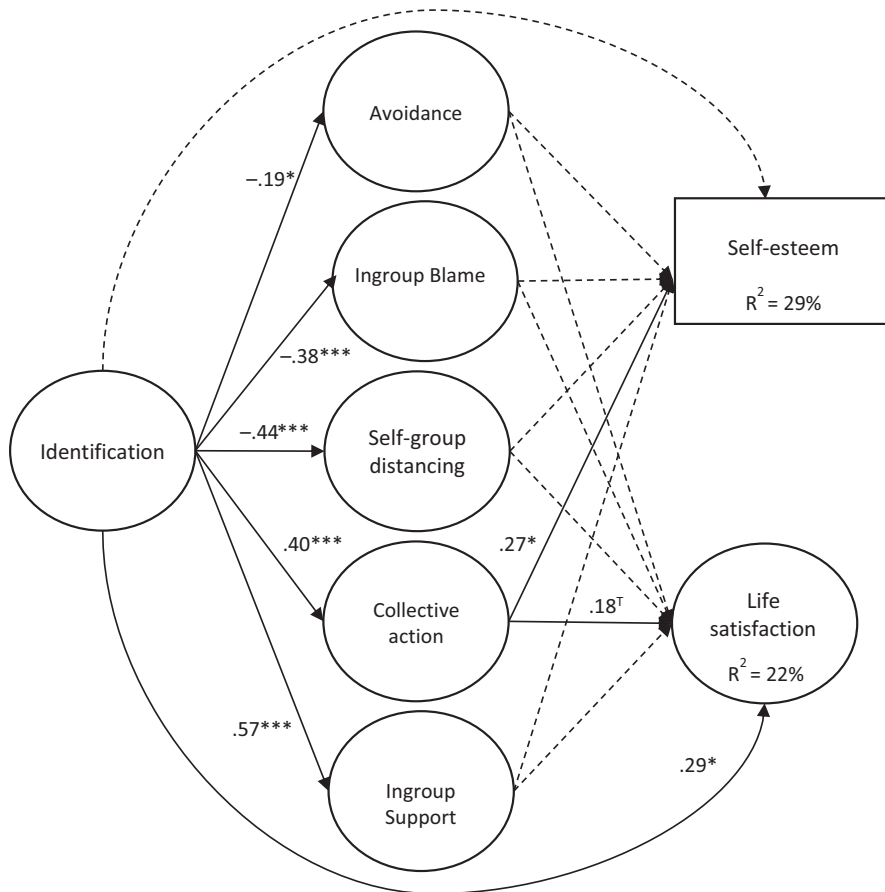 Avoidance
–.19*
Ingroup Blame
Self-esteem
R² = 29%
–.38***
Identification
–.44***
Self-group
distancing
.40***
.27*
Collective
action
.18ᵀ
Life
satisfaction
R² = 22%
.57***
Ingroup
Support
.29*